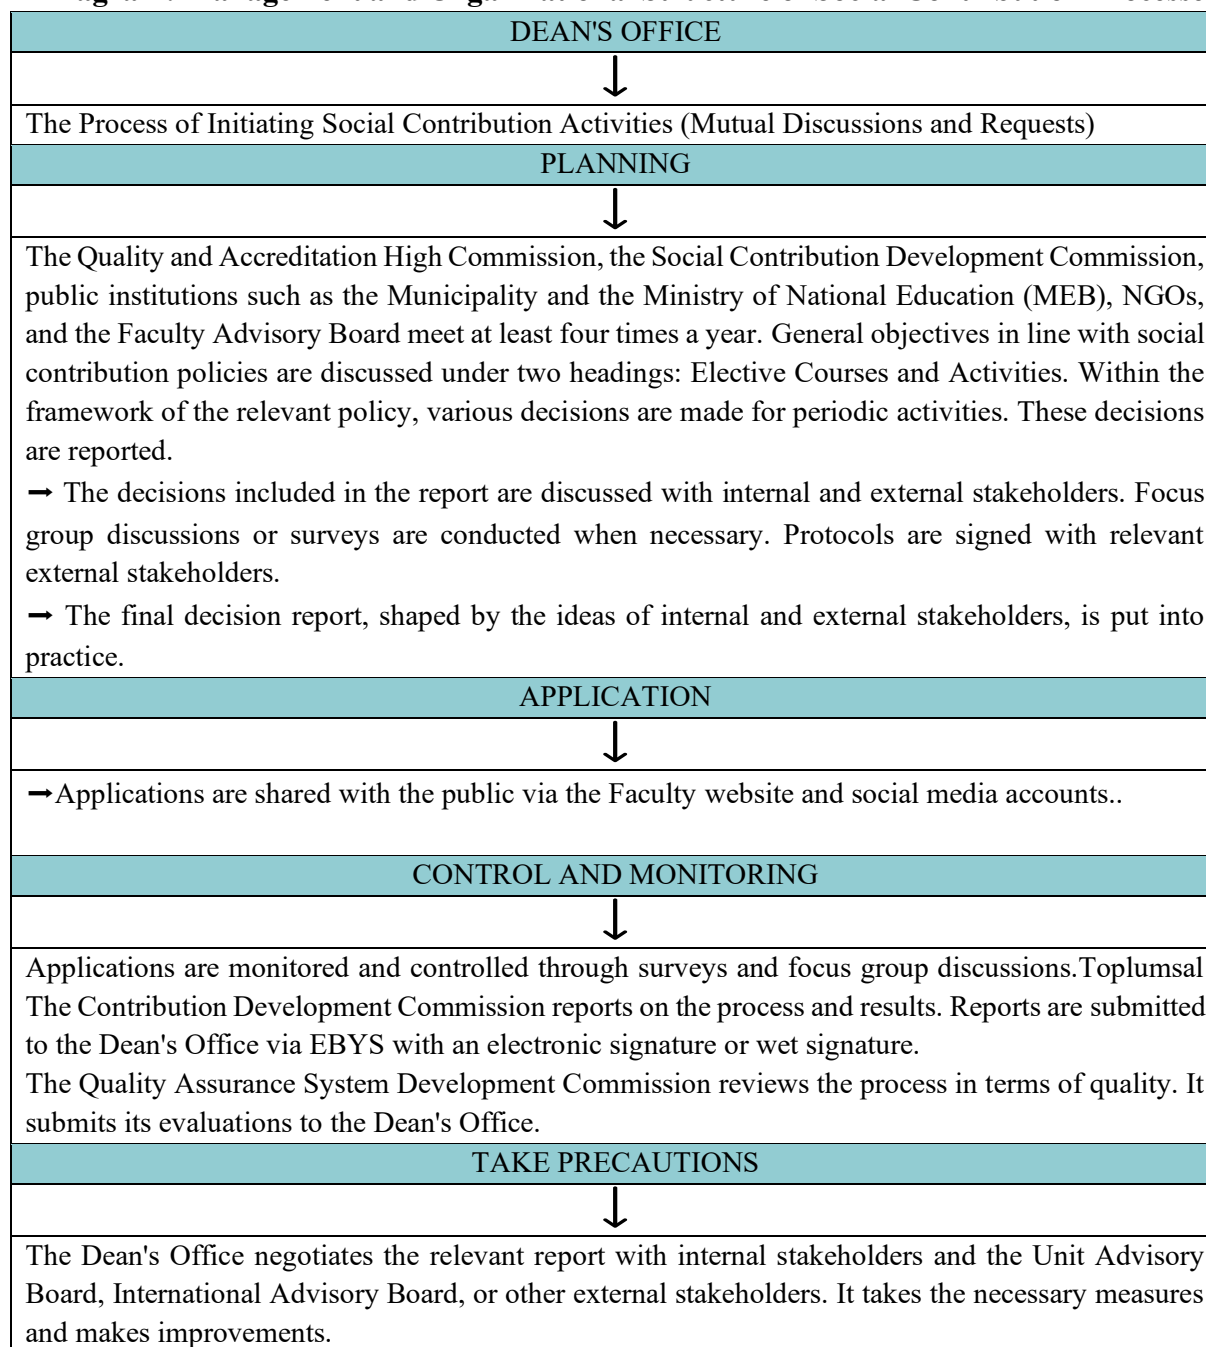 DEAN'S OFFICE
↓
The Process of Initiating Social Contribution Activities (Mutual Discussions and Requests)
PLANNING
↓
The Quality and Accreditation High Commission, the Social Contribution Development Commission,
public institutions such as the Municipality and the Ministry of National Education (MEB), NGOs,
and the Faculty Advisory Board meet at least four times a year. General objectives in line with social
contribution policies are discussed under two headings: Elective Courses and Activities. Within the
framework of the relevant policy, various decisions are made for periodic activities. These decisions
are reported.
→ The decisions included in the report are discussed with internal and external stakeholders. Focus
group discussions or surveys are conducted when necessary. Protocols are signed with relevant
external stakeholders.
→ The final decision report, shaped by the ideas of internal and external stakeholders, is put into
practice.
APPLICATION
↓
→Applications are shared with the public via the Faculty website and social media accounts..
CONTROL AND MONITORING
↓
Applications are monitored and controlled through surveys and focus group discussions.Toplumsal
The Contribution Development Commission reports on the process and results. Reports are submitted
to the Dean's Office via EBYS with an electronic signature or wet signature.
The Quality Assurance System Development Commission reviews the process in terms of quality. It
submits its evaluations to the Dean's Office.
TAKE PRECAUTIONS
↓
The Dean's Office negotiates the relevant report with internal stakeholders and the Unit Advisory
Board, International Advisory Board, or other external stakeholders. It takes the necessary measures
and makes improvements.